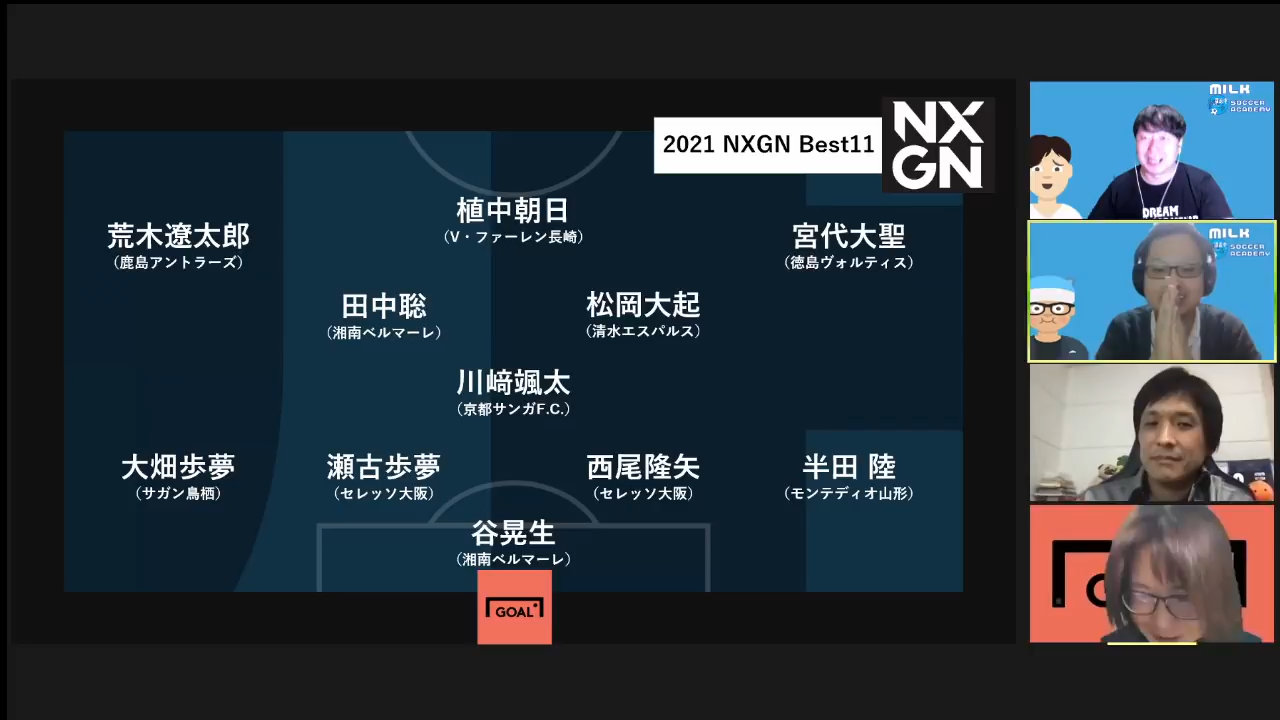 2021 NXGN Best11
NX
GN
植中朝日
（V・ファーレン長崎）
荒木遼太郎
（鹿島アントラーズ）
宮代大聖
（徳島ヴォルティス）
田中聡
（湘南ベルマーレ）
松岡大起
（清水エスパルス）
川﨑颯太
（京都サンガF.C.）
大畑歩夢
（サガン鳥栖）
瀬古歩夢
（セレッソ大阪）
西尾隆矢
（セレッソ大阪）
半田 陸
（モンテディオ山形）
谷晃生
（湘南ベルマーレ）
GOAL
MILK
SOCCER
ACADEMY
DREAM
MILK
SOCCER
ACADEMY